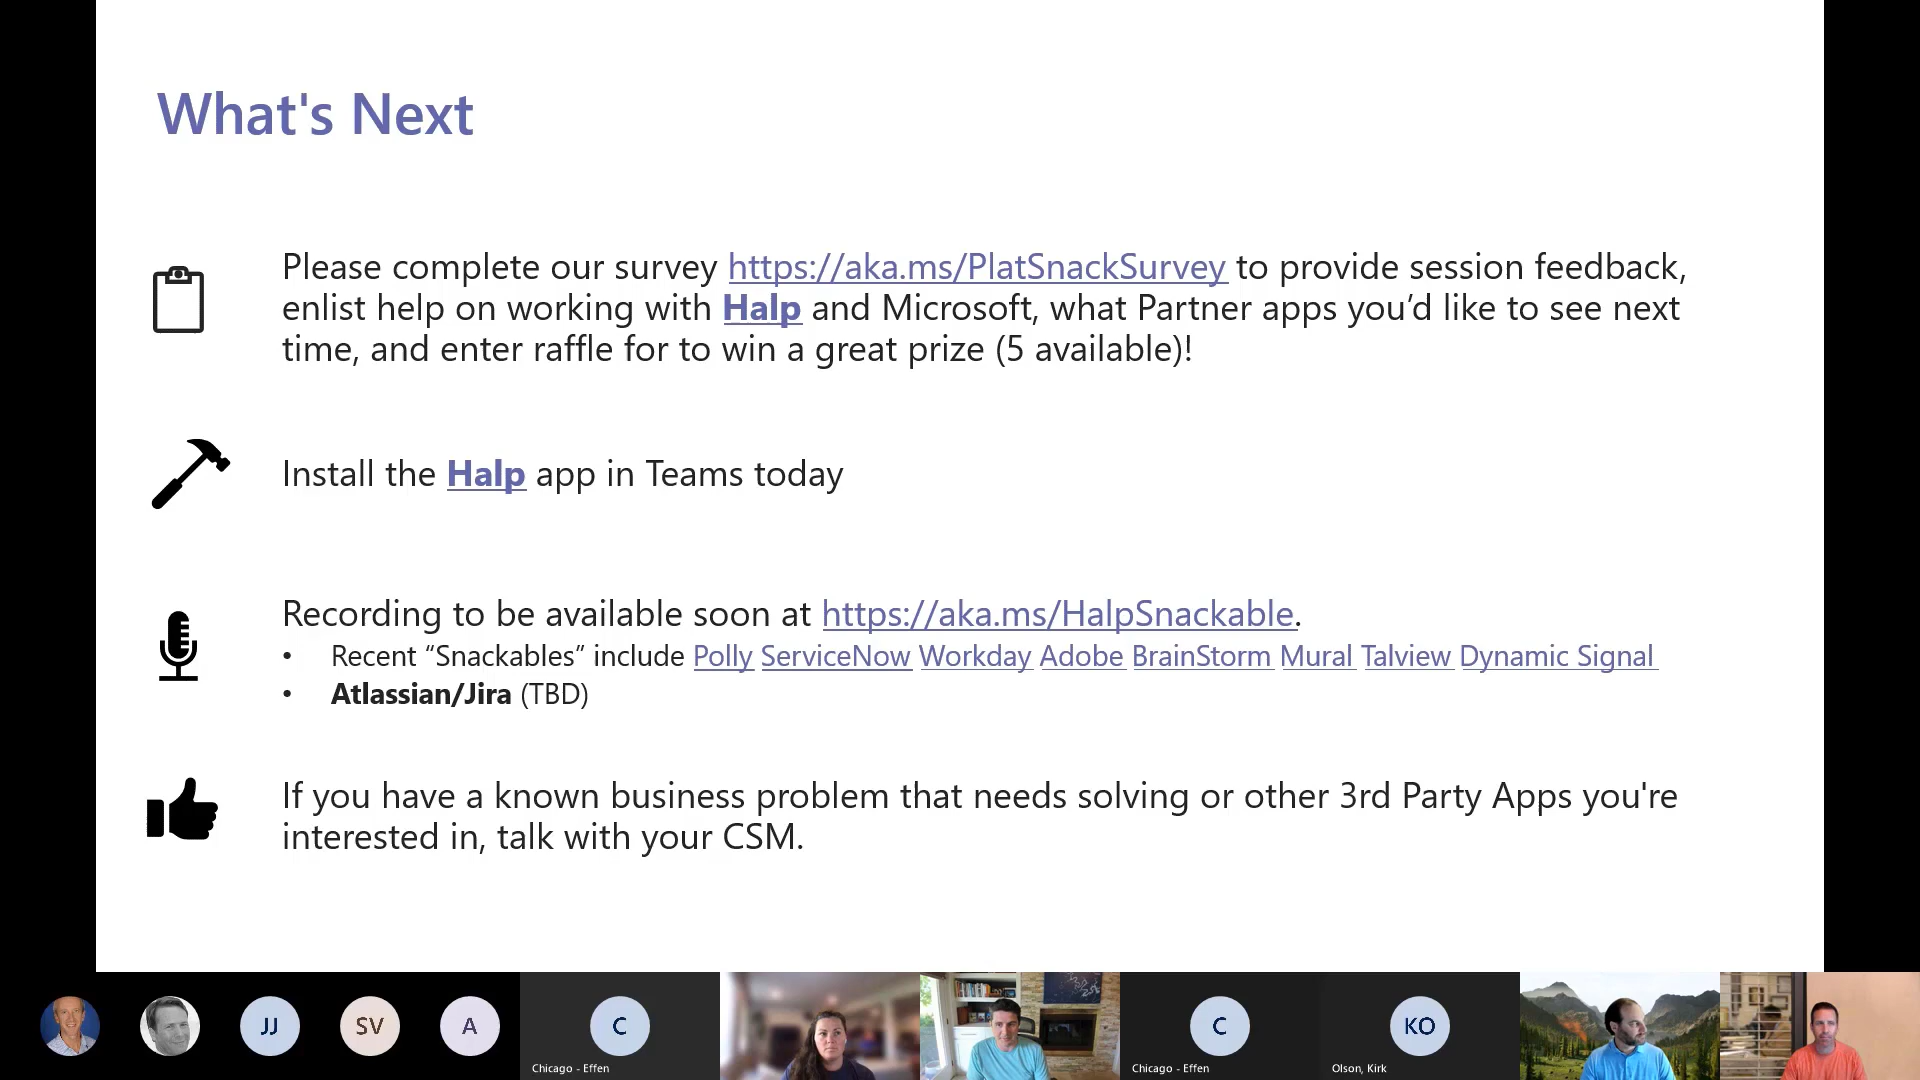 What's Next
Please complete our survey https://aka.ms/PlatSnackSurvey to provide session feedback,
enlist help on working with Halp and Microsoft, what Partner apps you’d like to see next
time, and enter raffle for to win a great prize (5 available)!
Install the Halp app in Teams today
Recording to be available soon at https://aka.ms/HalpSnackable.
• Recent “Snackables” include Polly ServiceNow Workday Adobe BrainStorm Mural Talview Dynamic Signal
• Atlassian/Jira (TBD)
If you have a known business problem that needs solving or other 3rd Party Apps you're
interested in, talk with your CSM.
JJ
SV
A
C
Chicago - Effen
C
Chicago - Effen
KO
Olson, Kirk